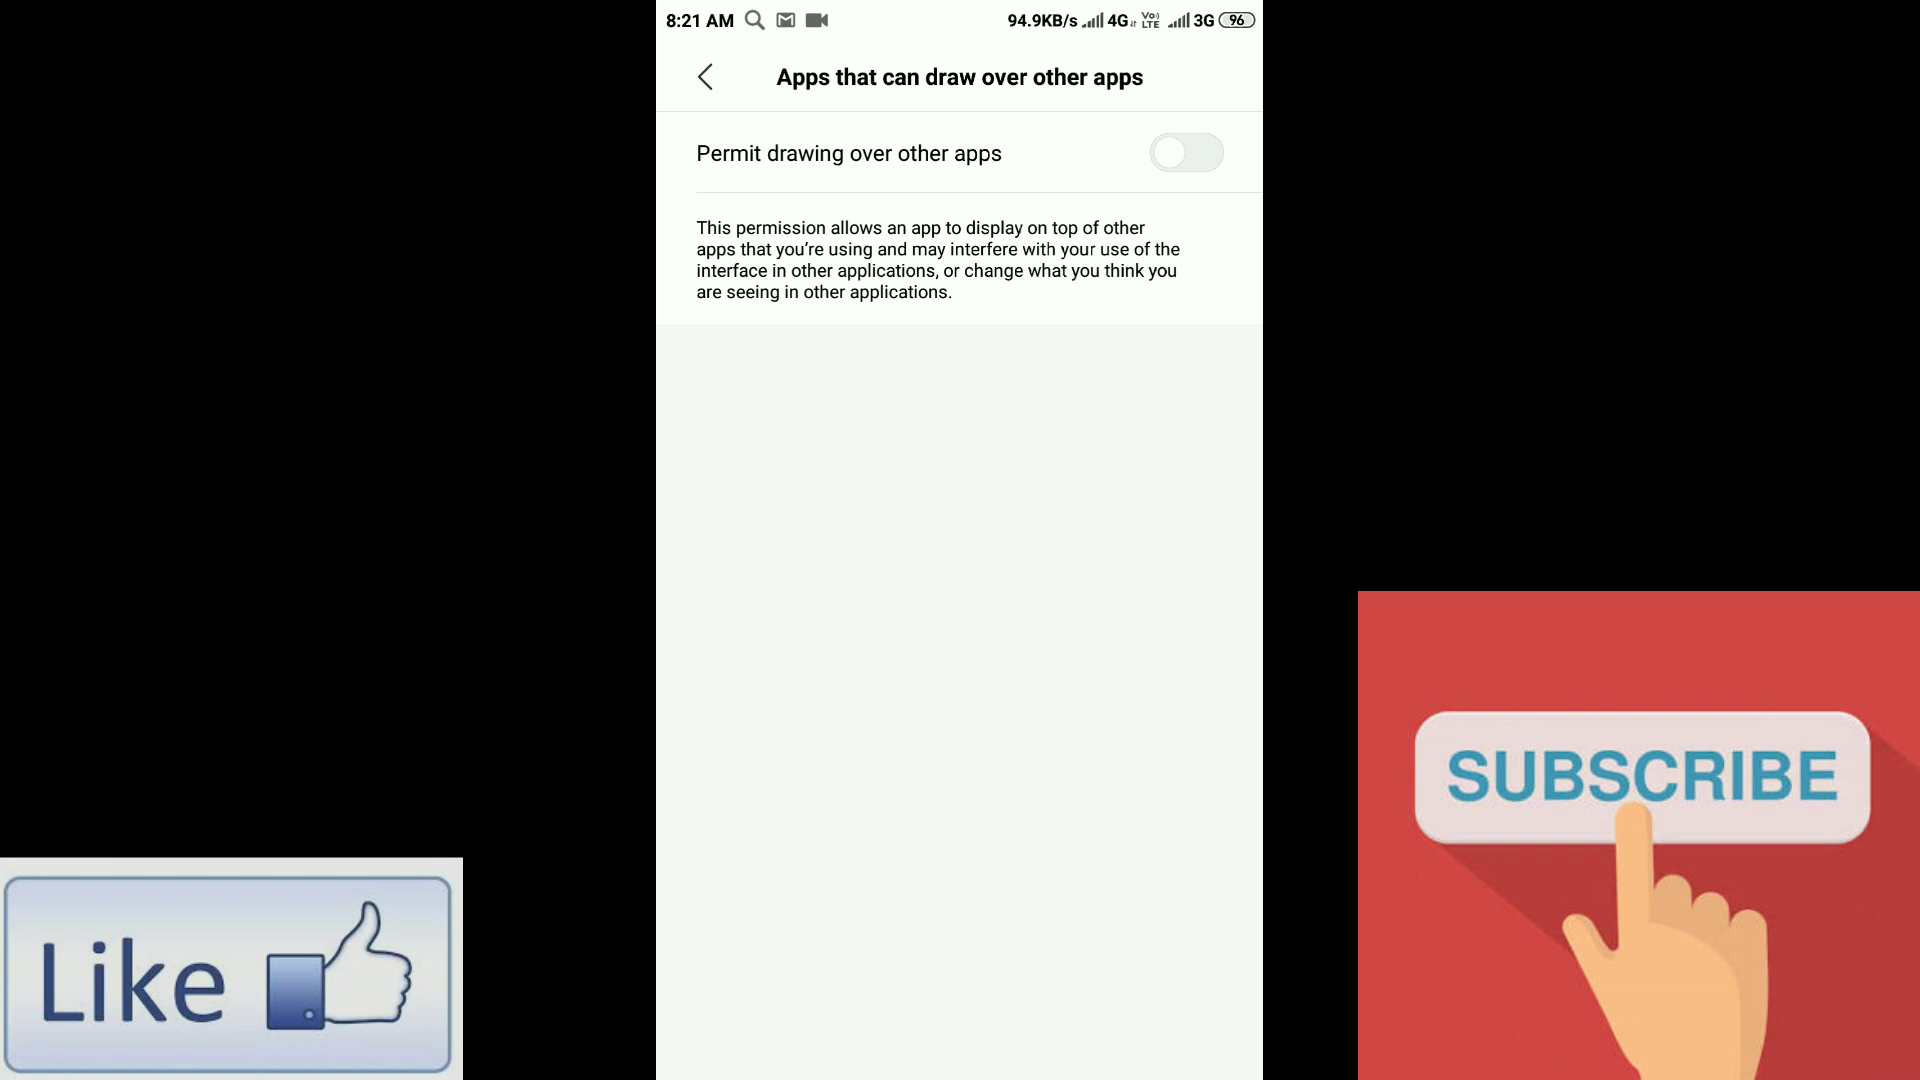 8:21 AM 94.9KB/s 4G Vo) LTE 3G 96
Apps that can draw over other apps
Permit drawing over other apps
This permission allows an app to display on top of other
apps that you're using and may interfere with your use of the
interface in other applications, or change what you think you
are seeing in other applications.
SUBSCRIBE
Like